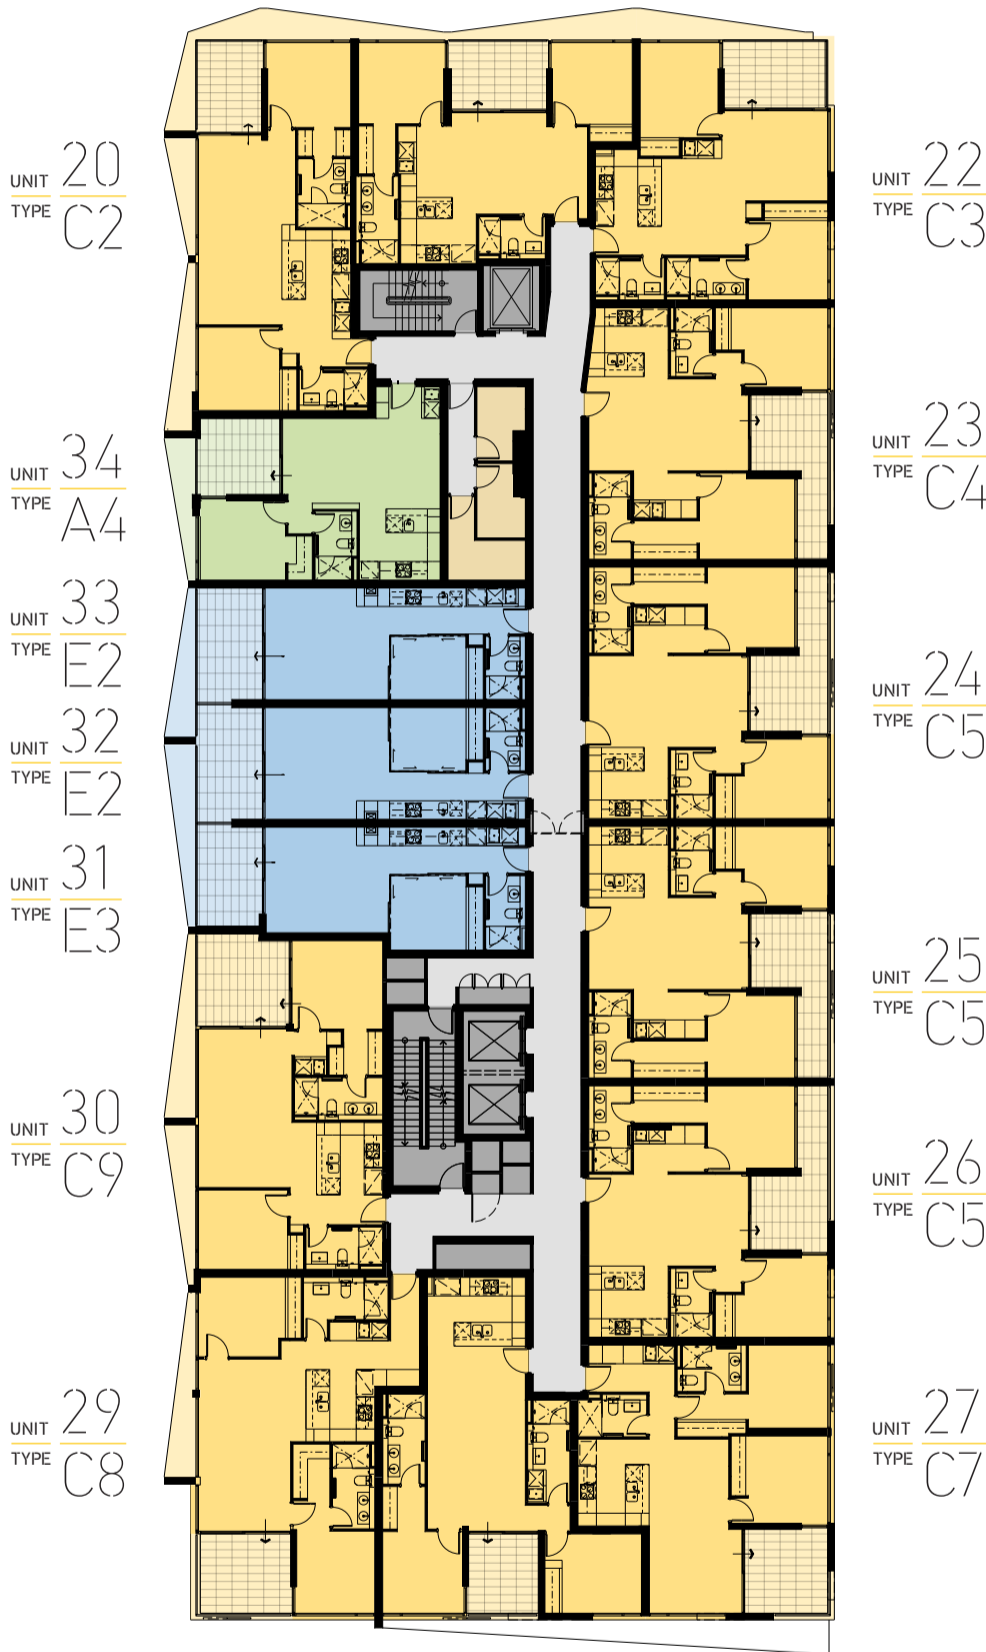 UNIT 20
TYPE C2
UNIT 22
TYPE C3
UNIT 34
TYPE A4
UNIT 23
TYPE C4
UNIT 33
TYPE E2
UNIT 32
TYPE E2
UNIT 24
TYPE C5
UNIT 31
TYPE E3
UNIT 25
TYPE C5
UNIT 30
TYPE C9
UNIT 26
TYPE C5
UNIT 29
TYPE C8
UNIT 27
TYPE C7